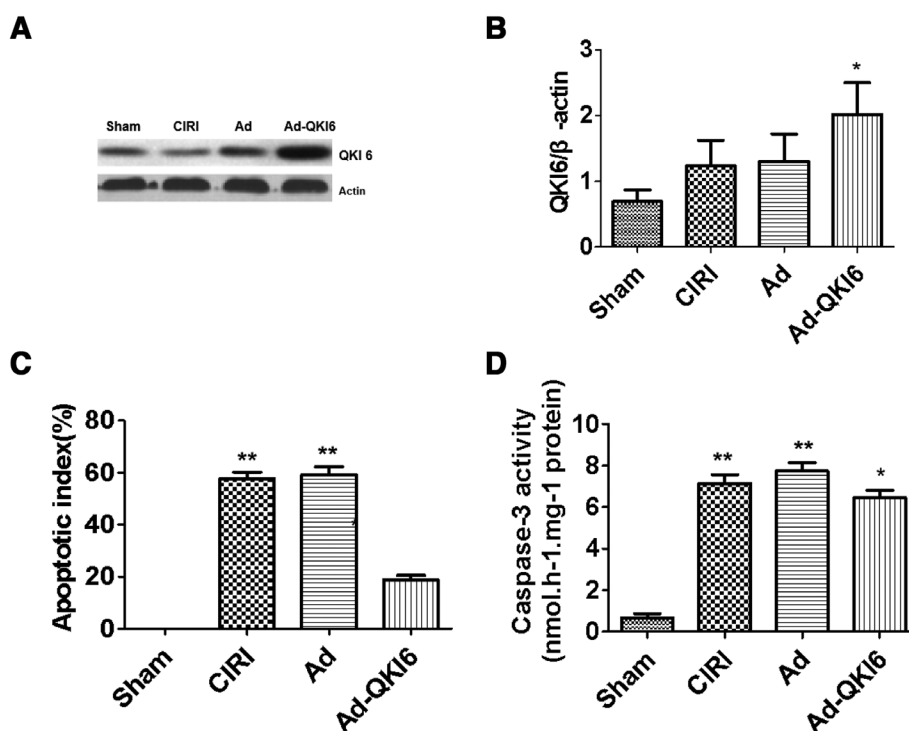 A
Sham CIRI Ad Ad-QKI6
QKI 6
Actin
B
QKI6/β -actin
3
2
1
0
*
Sham CIRI Ad Ad-QKI6
C
Apoptotic index(%)
80
60
40
20
0
** **
Sham CIRI Ad Ad-QKI6
D
Caspase-3 activity
(nmol.h-1.mg-1 protein)
10
8
6
4
2
0
** ** *
Sham CIRI Ad Ad-QKI6